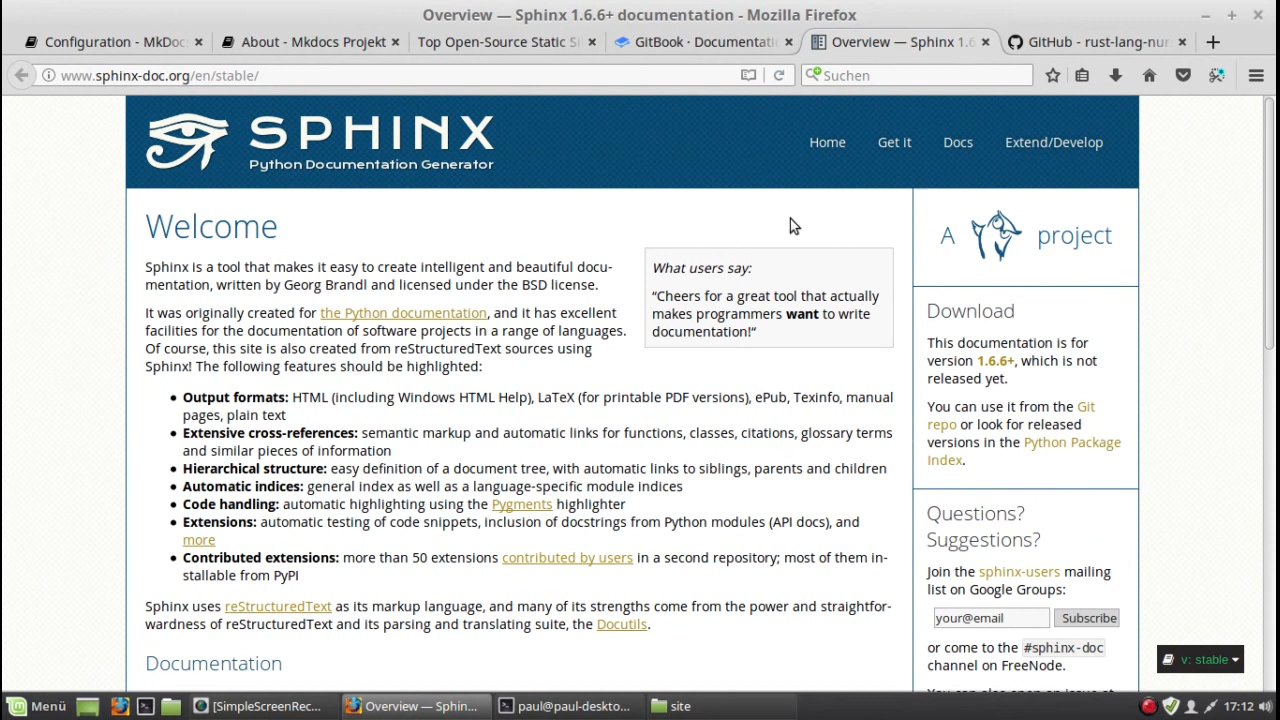 Overview — Sphinx 1.6.6+ documentation - Mozilla Firefox
Configuration - MkDoc
About - Mkdocs Projekt
Top Open-Source Static Si
GitBook · Documentati
Overview — Sphinx 1.6
GitHub - rust-lang-nur
www.sphinx-doc.org/en/stable/
Suchen
SPHINX
Python Documentation Generator
Home
Get it
Docs
Extend/Develop
Welcome
Sphinx is a tool that makes it easy to create intelligent and beautiful docu-
mentation, written by Georg Brandl and licensed under the BSD license.
It was originally created for the Python documentation, and it has excellent
facilities for the documentation of software projects in a range of languages.
Of course, this site is also created from reStructuredText sources using
Sphinx! The following features should be highlighted:
What users say:
“Cheers for a great tool that actually
makes programmers want to write
documentation!“
• Output formats: HTML (including Windows HTML Help), LaTeX (for printable PDF versions), ePub, Texinfo, manual
pages, plain text
• Extensive cross-references: semantic markup and automatic links for functions, classes, citations, glossary terms
and similar pieces of information
• Hierarchical structure: easy definition of a document tree, with automatic links to siblings, parents and children
• Automatic indices: general index as well as a language-specific module indices
• Code handling: automatic highlighting using the Pygments highlighter
• Extensions: automatic testing of code snippets, inclusion of docstrings from Python modules (API docs), and
more
• Contributed extensions: more than 50 extensions contributed by users in a second repository; most of them in-
stallable from PyPI
Sphinx uses reStructuredText as its markup language, and many of its strengths come from the power and straightfor-
wardness of reStructuredText and its parsing and translating suite, the Docutils.
Documentation
A project
Download
This documentation is for
version 1.6.6+, which is not
released yet.
You can use it from the Git
repo or look for released
versions in the Python Package
Index.
Questions?
Suggestions?
Join the sphinx-users mailing
list on Google Groups:
your@email
Subscribe
or come to the #sphinx-doc
channel on FreeNode.
v: stable
Menü
[SimpleScreenRec...
Overview — Sphin...
paul@paul-deskto...
site
17:12